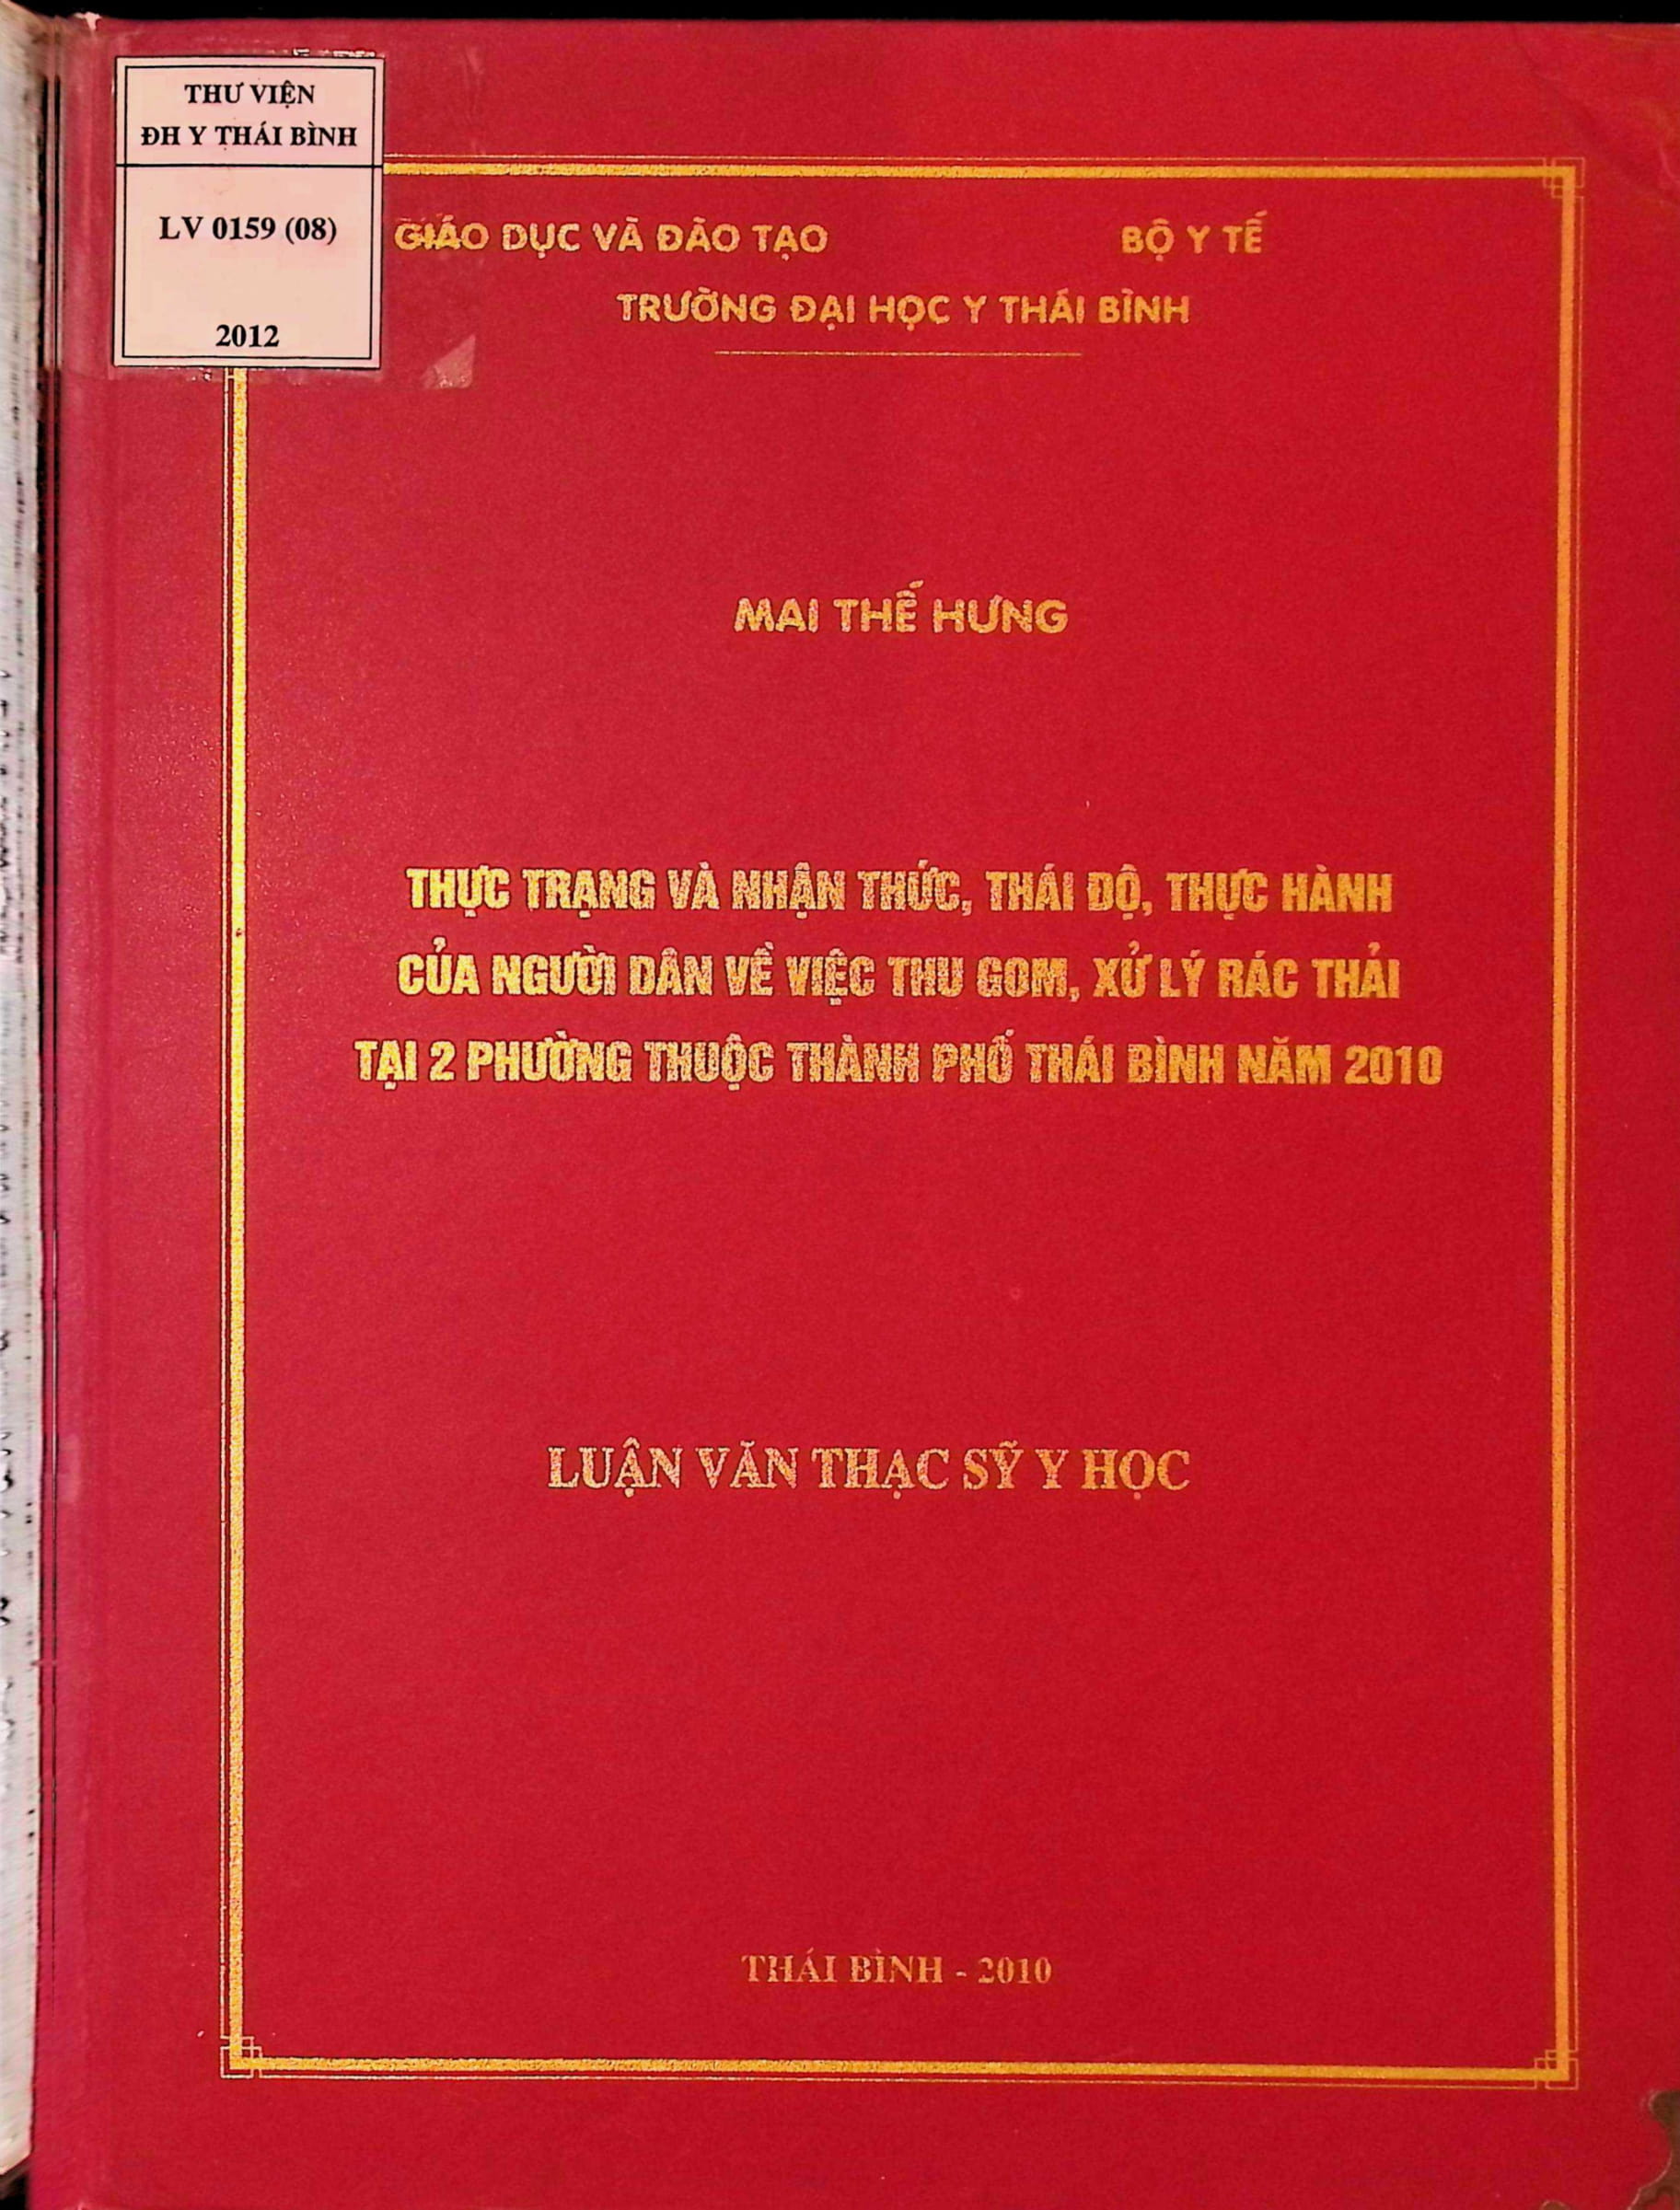 THƯ VIỆN
ĐH Y THÁI BÌNH
LV 0159 (08)
2012
GIÁO DỤC VÀ ĐÀO TẠO BỘ Y TẾ
TRƯỜNG ĐẠI HỌC Y THÁI BÌNH
MAI THẾ HƯNG
THỰC TRẠNG VÀ NHẬN THỨC, THÁI ĐỘ, THỰC HÀNH
CỦA NGƯỜI DÂN VỀ VIỆC THU GOM, XỬ LÝ RÁC THẢI
TẠI 2 PHƯỜNG THUỘC THÀNH PHỐ THÁI BÌNH NĂM 2010
LUẬN VĂN THẠC SỸ Y HỌC
THÁI BÌNH - 2010